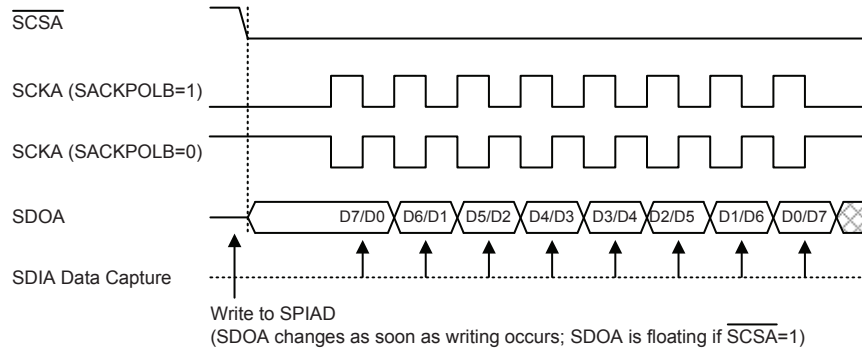 SCSA
SCKA (SACKPOLB=1)
SCKA (SACKPOLB=0)
SDOA
D7/D0 D6/D1 D5/D2 D4/D3 D3/D4 D2/D5 D1/D6 D0/D7
SDIA Data Capture
Write to SPIAD
(SDOA changes as soon as writing occurs; SDOA is floating if SCSA=1)